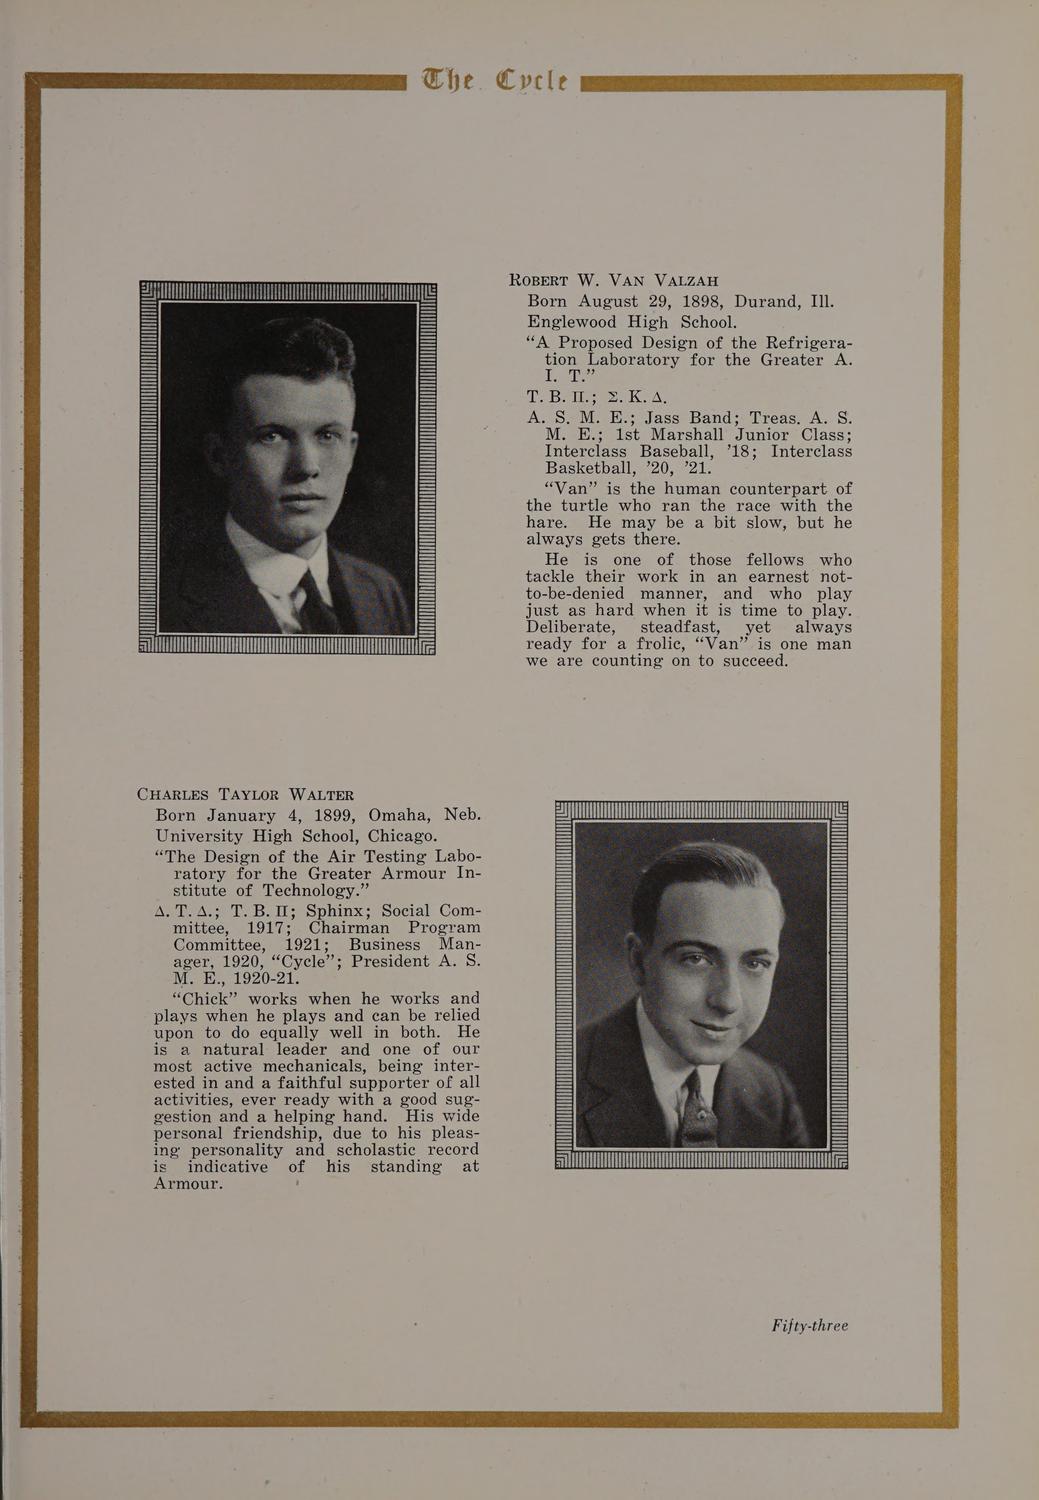 The Cycle
ROBERT W. VAN VALZAH
Born August 29, 1898, Durand, Ill.
Englewood High School.
“A Proposed Design of the Refrigera-
tion Laboratory for the Greater A.
I. T.”
T. B. Π.; Σ. K. Δ.
A. S. M. E.; Jass Band; Treas. A. S.
M. E.; 1st Marshall Junior Class;
Interclass Baseball, ’18; Interclass
Basketball, ’20, ’21.
“Van” is the human counterpart of
the turtle who ran the race with the
hare. He may be a bit slow, but he
always gets there.
He is one of those fellows who
tackle their work in an earnest not-
to-be-denied manner, and who play
just as hard when it is time to play.
Deliberate, steadfast, yet always
ready for a frolic, “Van” is one man
we are counting on to succeed.
CHARLES TAYLOR WALTER
Born January 4, 1899, Omaha, Neb.
University High School, Chicago.
“The Design of the Air Testing Labo-
ratory for the Greater Armour In-
stitute of Technology.”
Δ. T. Δ.; T. B. Π; Sphinx; Social Com-
mittee, 1917; Chairman Program
Committee, 1921; Business Man-
ager, 1920, “Cycle”; President A. S.
M. E., 1920-21.
“Chick” works when he works and
plays when he plays and can be relied
upon to do equally well in both. He
is a natural leader and one of our
most active mechanicals, being inter-
ested in and a faithful supporter of all
activities, ever ready with a good sug-
gestion and a helping hand. His wide
personal friendship, due to his pleas-
ing personality and scholastic record
is indicative of his standing at
Armour.
Fifty-three